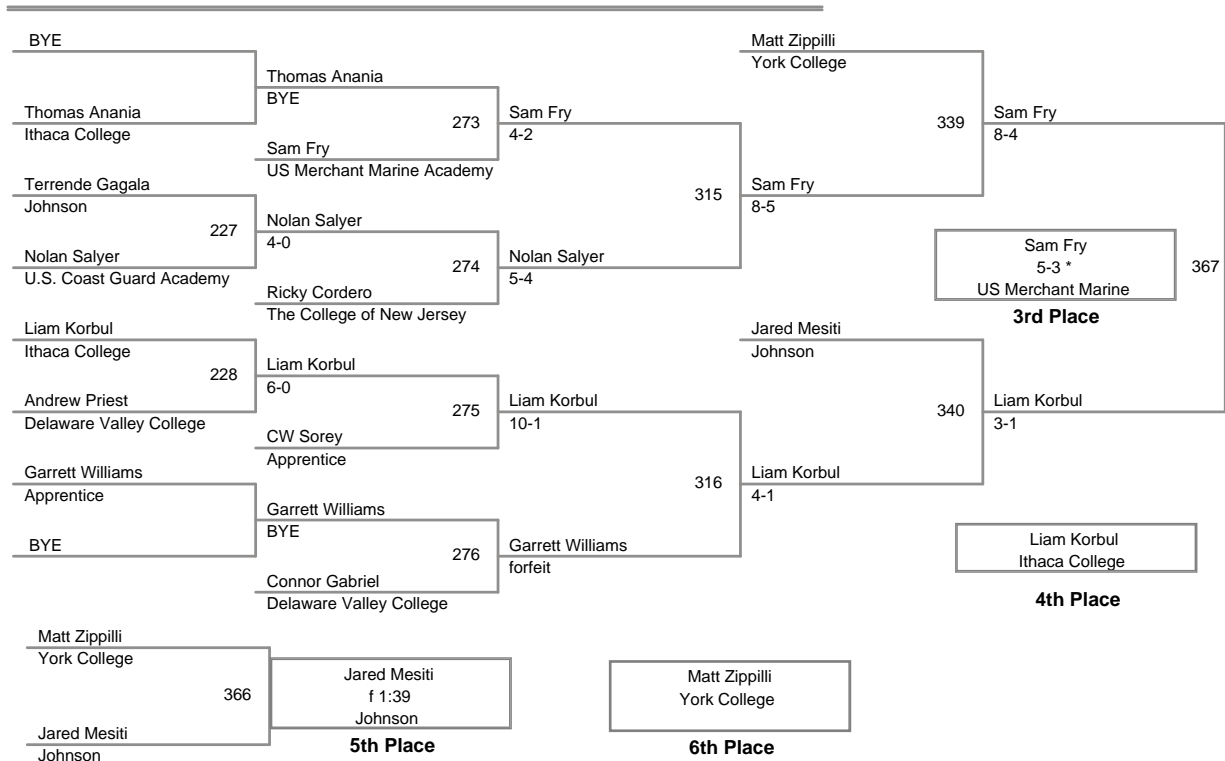 BYE
Thomas Anania
Ithaca College
Terrende Gagala
Johnson
227
Nolan Salyer
U.S. Coast Guard Academy
Liam Korbul
Ithaca College
228
Andrew Priest
Delaware Valley College
Garrett Williams
Apprentice
BYE
Thomas Anania
BYE
273
Sam Fry
US Merchant Marine Academy
Nolan Salyer
4-0
274
Ricky Cordero
The College of New Jersey
Liam Korbul
6-0
275
CW Sorey
Apprentice
Garrett Williams
BYE
276
Connor Gabriel
Delaware Valley College
Sam Fry
4-2
315
Nolan Salyer
5-4
Liam Korbul
10-1
316
Garrett Williams
forfeit
Matt Zippilli
York College
339
Sam Fry
8-5
Jared Mesiti
Johnson
340
Liam Korbul
4-1
Sam Fry
8-4
367
Liam Korbul
3-1
Sam Fry
5-3 *
US Merchant Marine
3rd Place
Liam Korbul
Ithaca College
4th Place
Matt Zippilli
York College
366
Jared Mesiti
Johnson
Jared Mesiti
f 1:39
Johnson
5th Place
Matt Zippilli
York College
6th Place